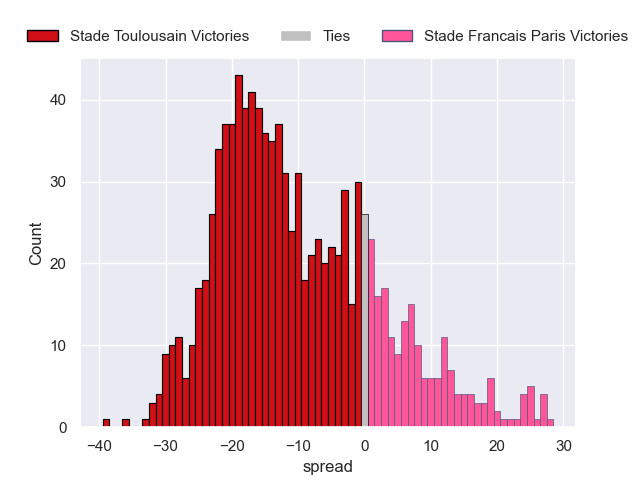 Stade Toulousain Victories Ties Stade Francais Paris Victories
40
30
20
10
0
Count
−40 −30 −20 −10 0 10 20 30
spread